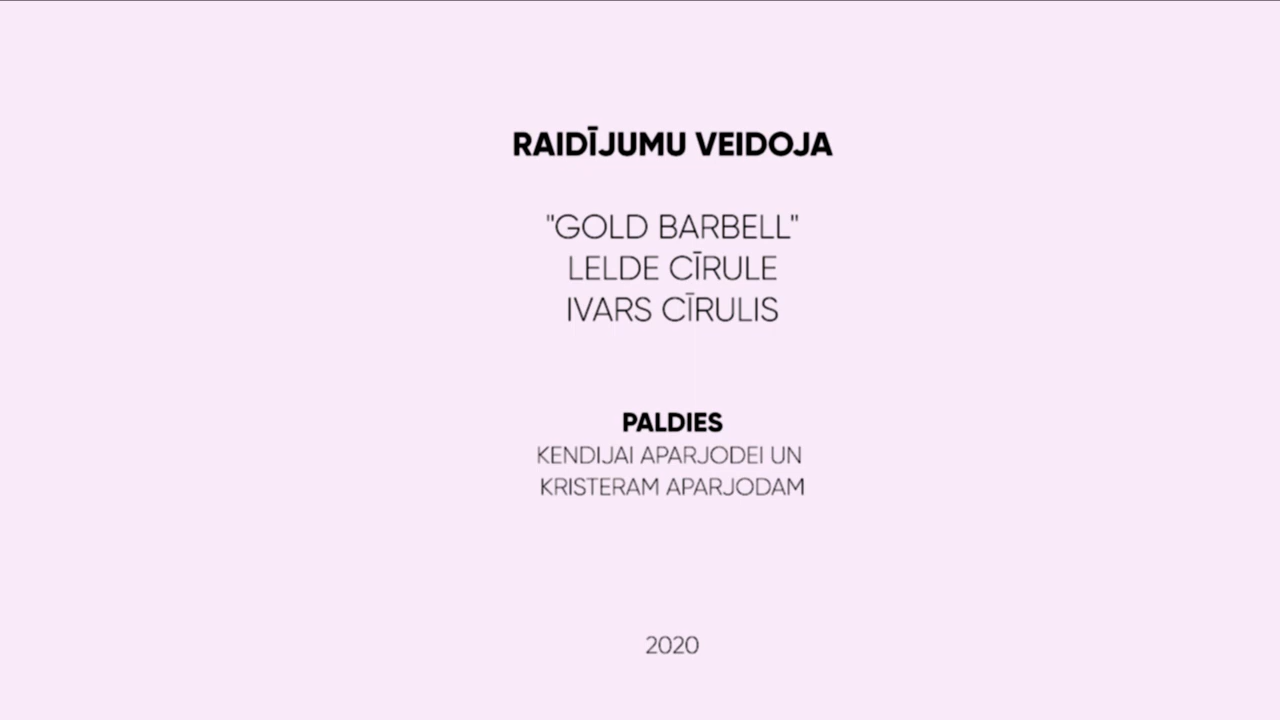 RAIDĪJUMU VEIDOJA
"GOLD BARBELL"
LELDE CĪRULE
IVARS CĪRULIS
PALDIES
KENDIJAI APARJODEI UN
KRISTERAM APARJODAM
2020